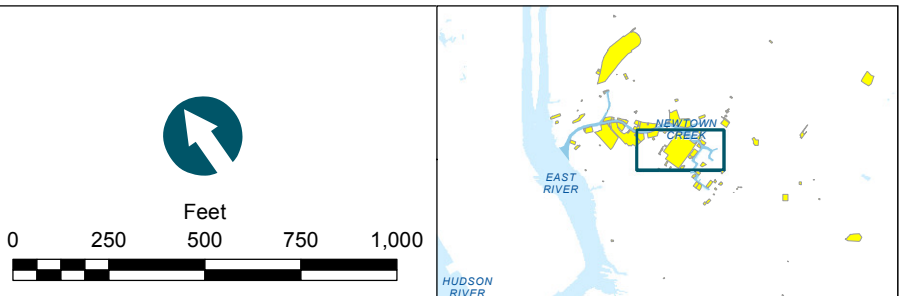 Feet
0 250 500 750 1,000
NEWTOWN
CREEK
EAST
RIVER
HUDSON
RIVER